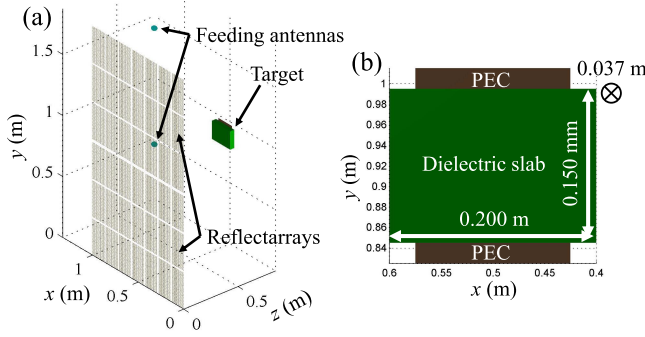 (a)
1.5
1
0.5
0
y (m)
1
0.5
0
x (m)
0
0.5
z (m)
Feeding antennas
Target
Reflectarrays
(b)
PEC
0.037 m
1
0.98
0.96
0.94
0.92
0.9
0.88
0.86
0.84
y (m)
Dielectric slab
0.150 mm
0.200 m
PEC
0.6
0.55
0.5
0.45
0.4
x (m)